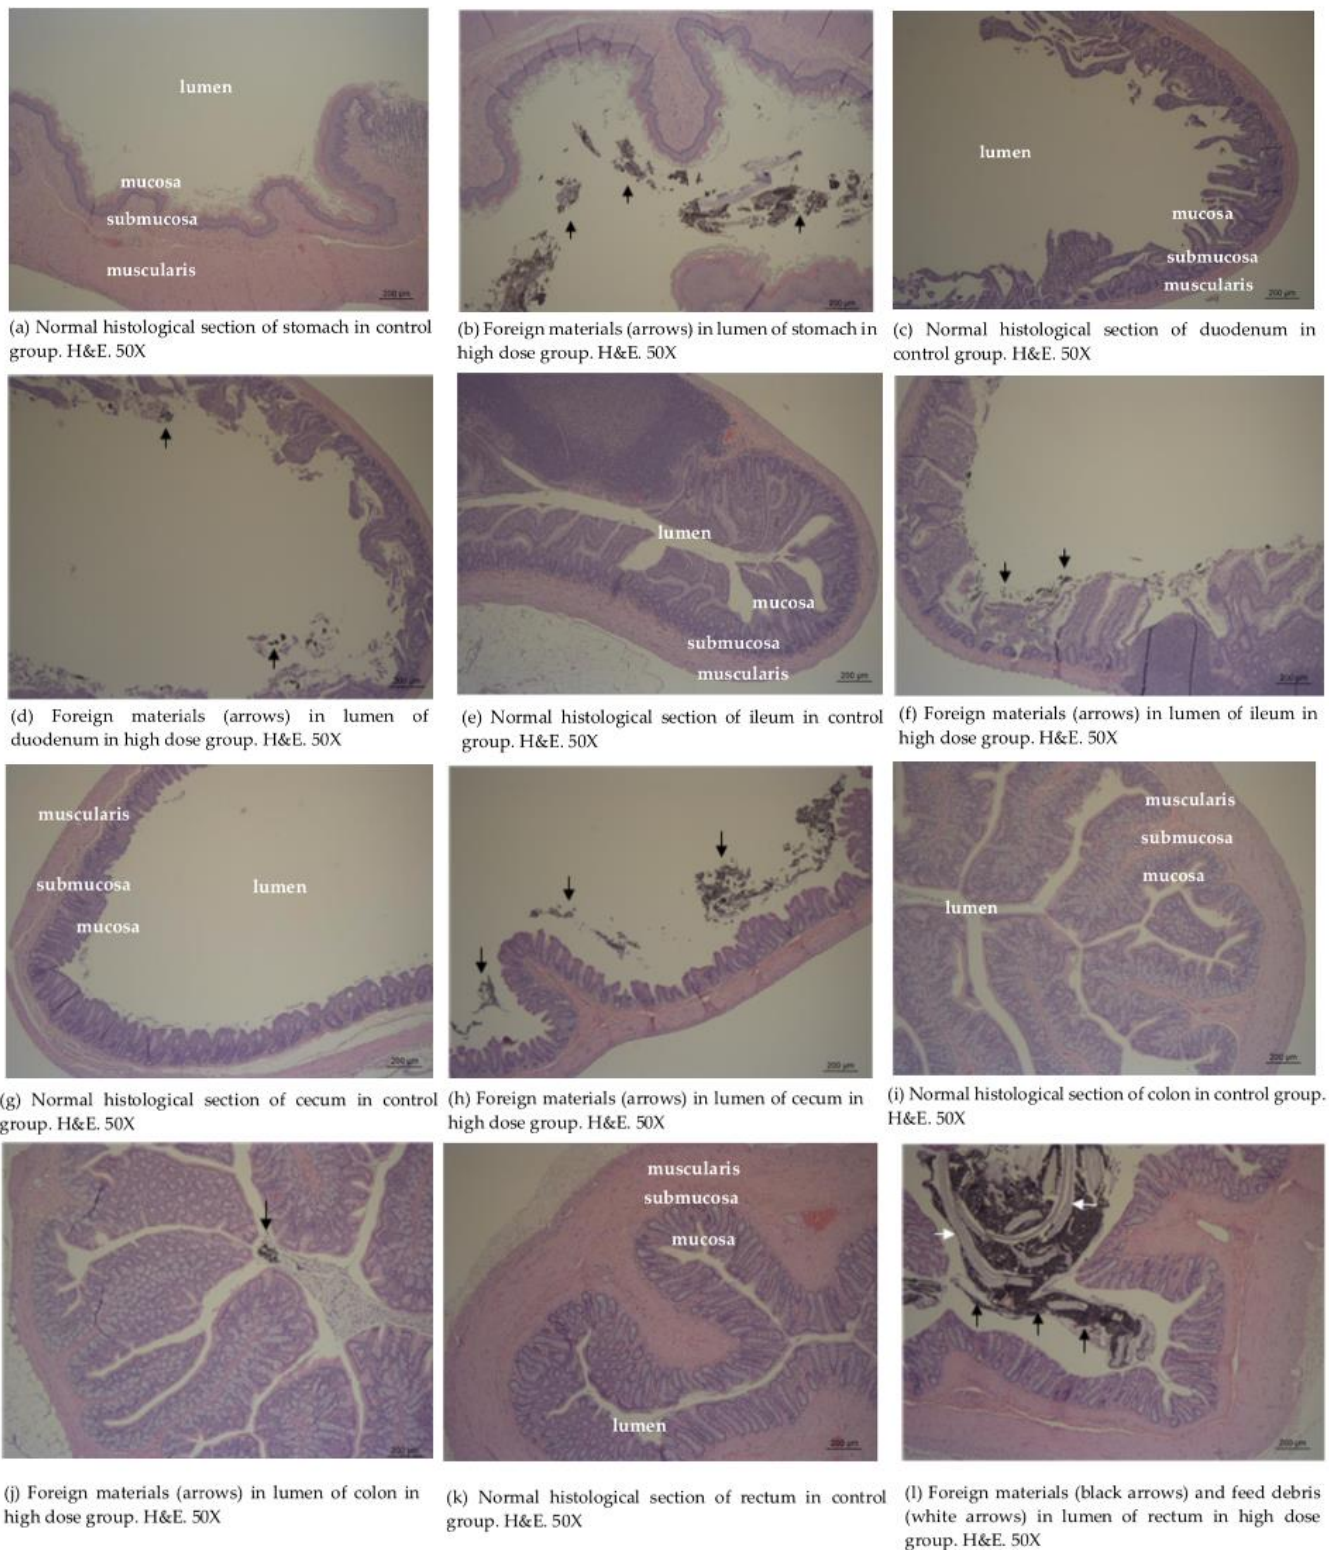 lumen
mucosa
submucosa
muscularis
200 µm
(a) Normal histological section of stomach in control
group. H&E. 50X
200 µm
(b) Foreign materials (arrows) in lumen of stomach in
high dose group. H&E. 50X
lumen
mucosa
submucosa
muscularis
200 µm
(c) Normal histological section of duodenum in
control group. H&E. 50X
200 µm
(d) Foreign materials (arrows) in lumen of
duodenum in high dose group. H&E. 50X
lumen
mucosa
submucosa
muscularis
200 µm
(e) Normal histological section of ileum in control
group. H&E. 50X
200 µm
(f) Foreign materials (arrows) in lumen of ileum in
high dose group. H&E. 50X
muscularis
submucosa
lumen
mucosa
200 µm
(g) Normal histological section of cecum in control
group. H&E. 50X
200 µm
(h) Foreign materials (arrows) in lumen of cecum in
high dose group. H&E. 50X
muscularis
submucosa
mucosa
lumen
200 µm
(i) Normal histological section of colon in control group.
H&E. 50X
200 µm
(j) Foreign materials (arrows) in lumen of colon in
high dose group. H&E. 50X
muscularis
submucosa
mucosa
lumen
200 µm
(k) Normal histological section of rectum in control
group. H&E. 50X
200 µm
(l) Foreign materials (black arrows) and feed debris
(white arrows) in lumen of rectum in high dose
group. H&E. 50X